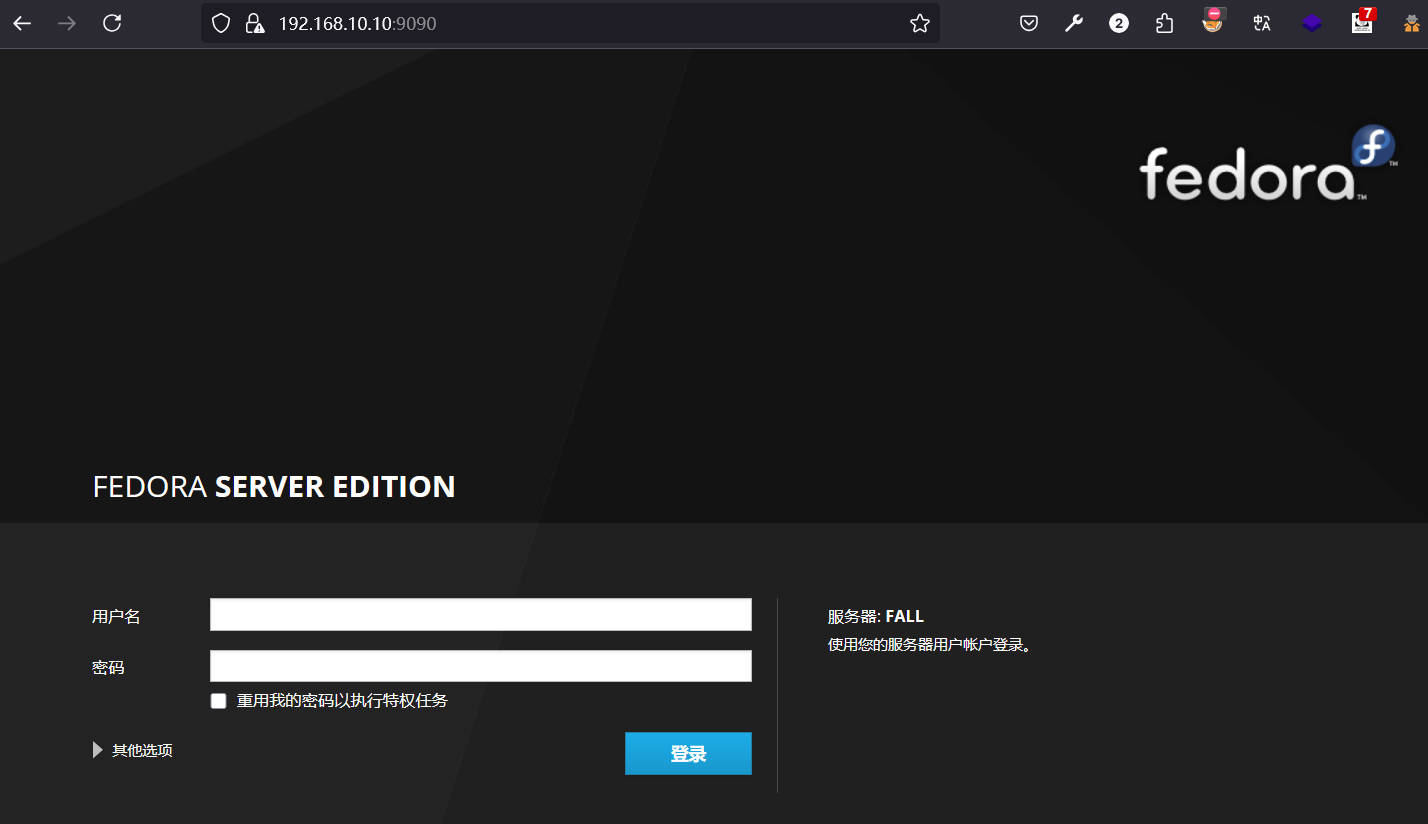 192.168.10.10:9090
2
7
fedora
FEDORA SERVER EDITION
用户名
密码
重用我的密码以执行特权任务
其他选项
登录
服务器: FALL
使用您的服务器用户帐户登录。